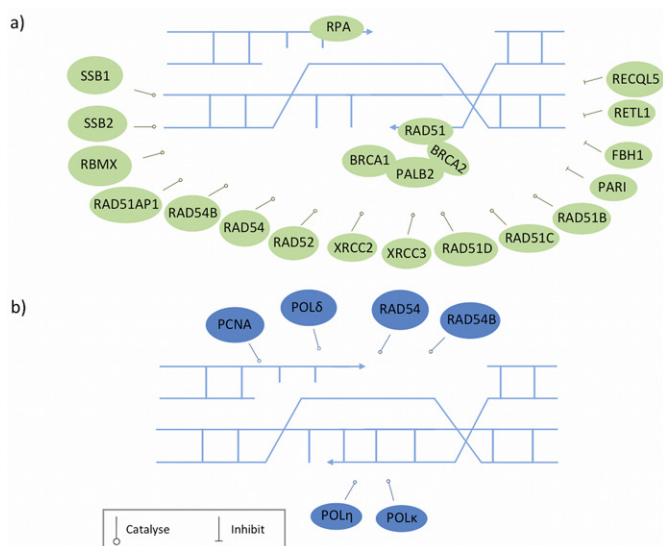 a)
RPA
SSB1
RECQL5
SSB2
RETL1
RAD51
BRCA1
BRCA2
PALB2
RBMX
FBH1
RAD51AP1
PARI
RAD54B
RAD51B
RAD54
RAD51C
RAD52
XRCC2
XRCC3
RAD51D
b)
PCNA
POLδ
RAD54
RAD54B
POLη
POLκ
Catalyse
Inhibit